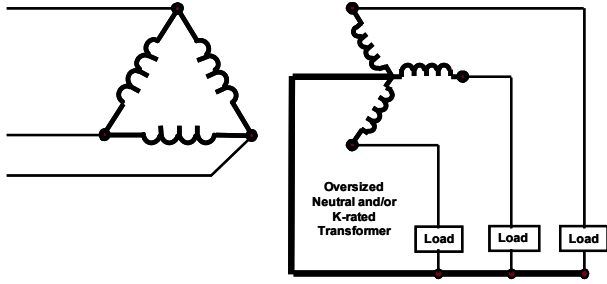 Oversized
Neutral and/or
K-rated
Transformer
Load
Load
Load